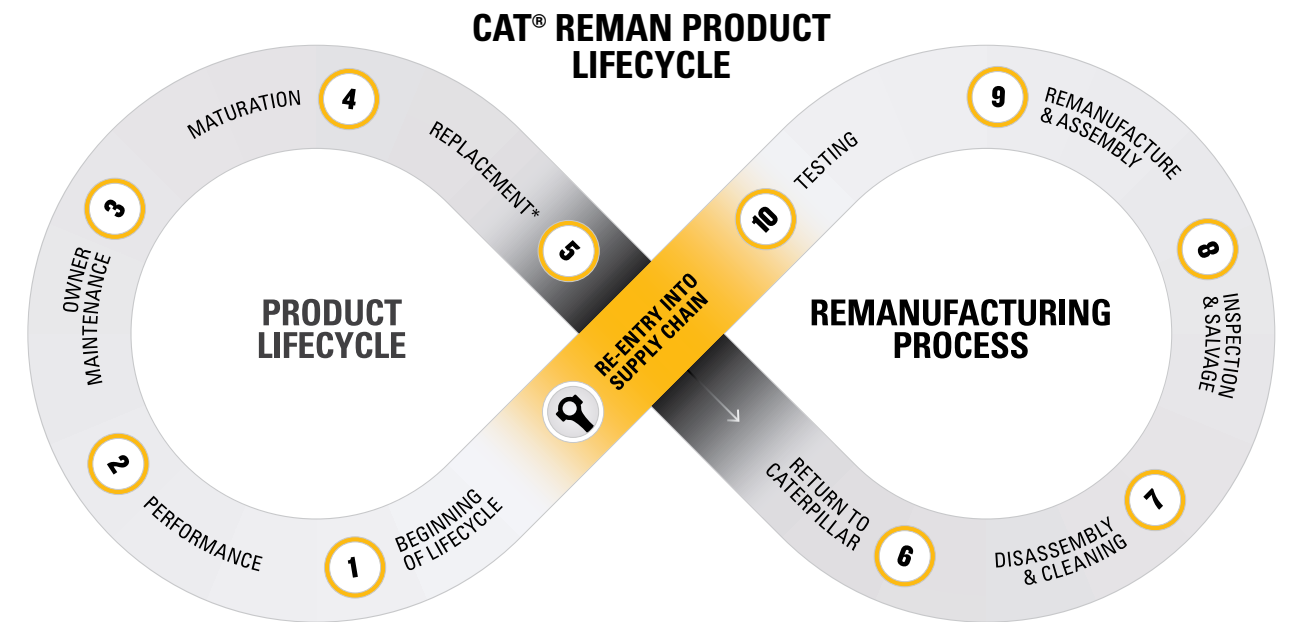 CAT® REMAN PRODUCT
LIFECYCLE
PRODUCT
LIFECYCLE
1
BEGINNING
OF LIFECYCLE
2
PERFORMANCE
3
OWNER
MAINTENANCE
4
MATURATION
5
REPLACEMENT*
REMANUFACTURING
PROCESS
6
RETURN TO
CATERPILLAR
7
DISASSEMBLY
& CLEANING
8
INSPECTION
& SALVAGE
9
REMANUFACTURE
& ASSEMBLY
10
TESTING
RE-ENTRY INTO
SUPPLY CHAIN